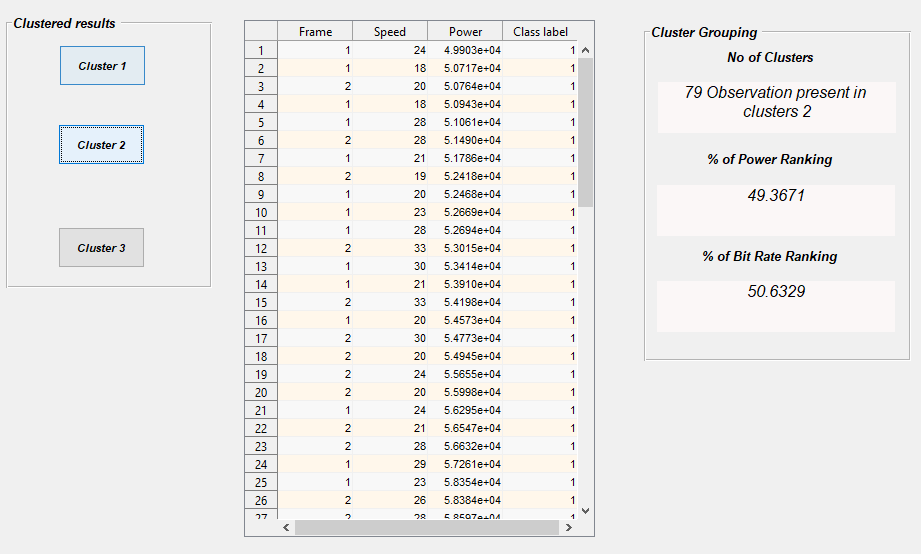 Clustered results
Cluster 1
Cluster 2
Cluster 3
Frame Speed Power Class label
1 1 24 4.9903e+04 1
2 1 18 5.0717e+04 1
3 2 20 5.0764e+04 1
4 1 18 5.0943e+04 1
5 1 28 5.1061e+04 1
6 2 28 5.1490e+04 1
7 1 21 5.1786e+04 1
8 2 19 5.2418e+04 1
9 1 20 5.2468e+04 1
10 1 23 5.2669e+04 1
11 1 28 5.2694e+04 1
12 2 33 5.3015e+04 1
13 1 30 5.3414e+04 1
14 1 21 5.3910e+04 1
15 2 33 5.4198e+04 1
16 1 20 5.4573e+04 1
17 2 30 5.4773e+04 1
18 2 20 5.4945e+04 1
19 2 24 5.5655e+04 1
20 2 20 5.5998e+04 1
21 1 24 5.6295e+04 1
22 2 21 5.6547e+04 1
23 2 28 5.6632e+04 1
24 1 29 5.7261e+04 1
25 1 23 5.8354e+04 1
26 2 26 5.8384e+04 1
27 2 28 5.8597e+04 1
Cluster Grouping
No of Clusters
79 Observation present in
clusters 2
% of Power Ranking
49.3671
% of Bit Rate Ranking
50.6329